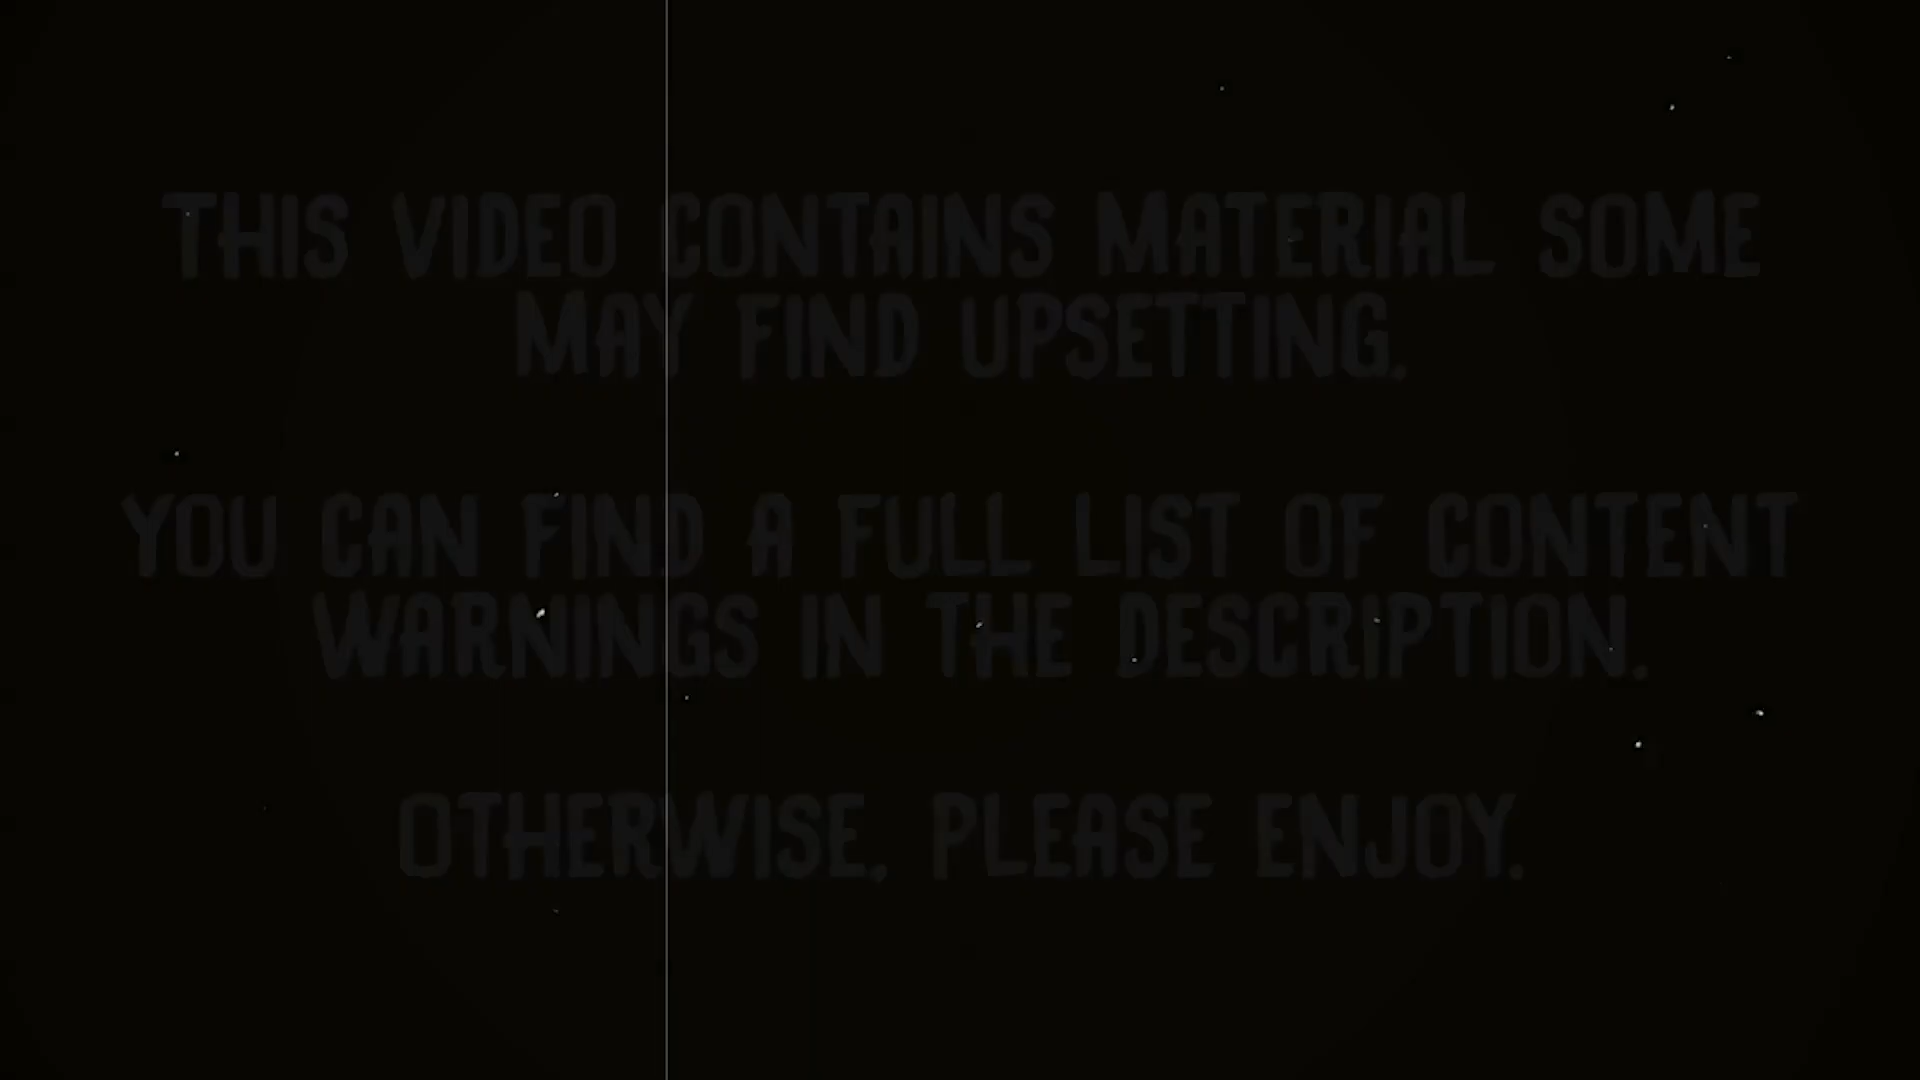 THIS VIDEO CONTAINS MATERIAL SOME
MAY FIND UPSETTING.
YOU CAN FIND A FULL LIST OF CONTENT
WARNINGS IN THE DESCRIPTION.
OTHERWISE, PLEASE ENJOY.